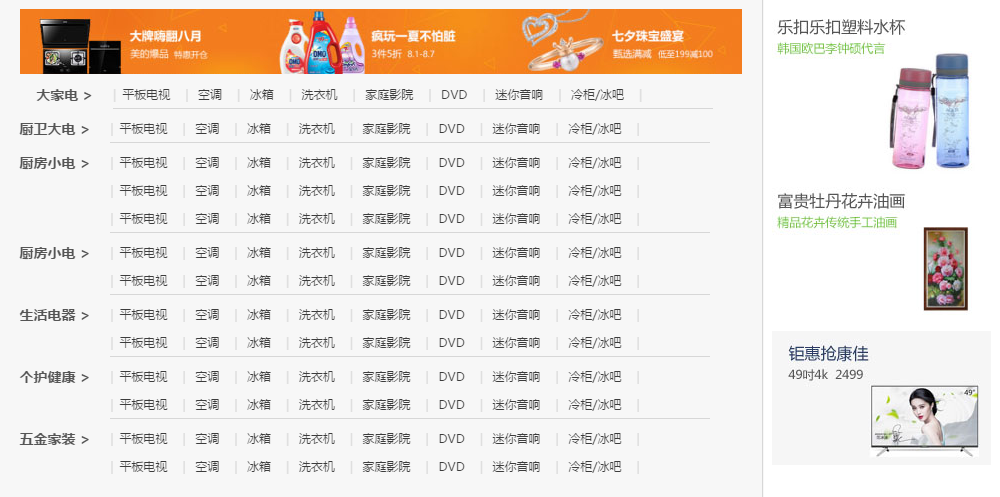 大牌嗨翻八月
美的爆品 特惠开仓
疯玩一夏不怕脏
3件5折 8.1-8.7
七夕珠宝盛宴
甄选满减 低至199减100
大家电 > | 平板电视 | 空调 | 冰箱 | 洗衣机 | 家庭影院 | DVD | 迷你音响 | 冷柜/冰吧 |
厨卫大电 > | 平板电视 | 空调 | 冰箱 | 洗衣机 | 家庭影院 | DVD | 迷你音响 | 冷柜/冰吧 |
厨房小电 > | 平板电视 | 空调 | 冰箱 | 洗衣机 | 家庭影院 | DVD | 迷你音响 | 冷柜/冰吧 |
| 平板电视 | 空调 | 冰箱 | 洗衣机 | 家庭影院 | DVD | 迷你音响 | 冷柜/冰吧 |
| 平板电视 | 空调 | 冰箱 | 洗衣机 | 家庭影院 | DVD | 迷你音响 | 冷柜/冰吧 |
厨房小电 > | 平板电视 | 空调 | 冰箱 | 洗衣机 | 家庭影院 | DVD | 迷你音响 | 冷柜/冰吧 |
| 平板电视 | 空调 | 冰箱 | 洗衣机 | 家庭影院 | DVD | 迷你音响 | 冷柜/冰吧 |
生活电器 > | 平板电视 | 空调 | 冰箱 | 洗衣机 | 家庭影院 | DVD | 迷你音响 | 冷柜/冰吧 |
| 平板电视 | 空调 | 冰箱 | 洗衣机 | 家庭影院 | DVD | 迷你音响 | 冷柜/冰吧 |
个护健康 > | 平板电视 | 空调 | 冰箱 | 洗衣机 | 家庭影院 | DVD | 迷你音响 | 冷柜/冰吧 |
| 平板电视 | 空调 | 冰箱 | 洗衣机 | 家庭影院 | DVD | 迷你音响 | 冷柜/冰吧 |
五金家装 > | 平板电视 | 空调 | 冰箱 | 洗衣机 | 家庭影院 | DVD | 迷你音响 | 冷柜/冰吧 |
| 平板电视 | 空调 | 冰箱 | 洗衣机 | 家庭影院 | DVD | 迷你音响 | 冷柜/冰吧 |
乐扣乐扣塑料水杯
韩国欧巴李钟硕代言
富贵牡丹花卉油画
精品花卉传统手工油画
钜惠抢康佳
49吋4k 2499
49"